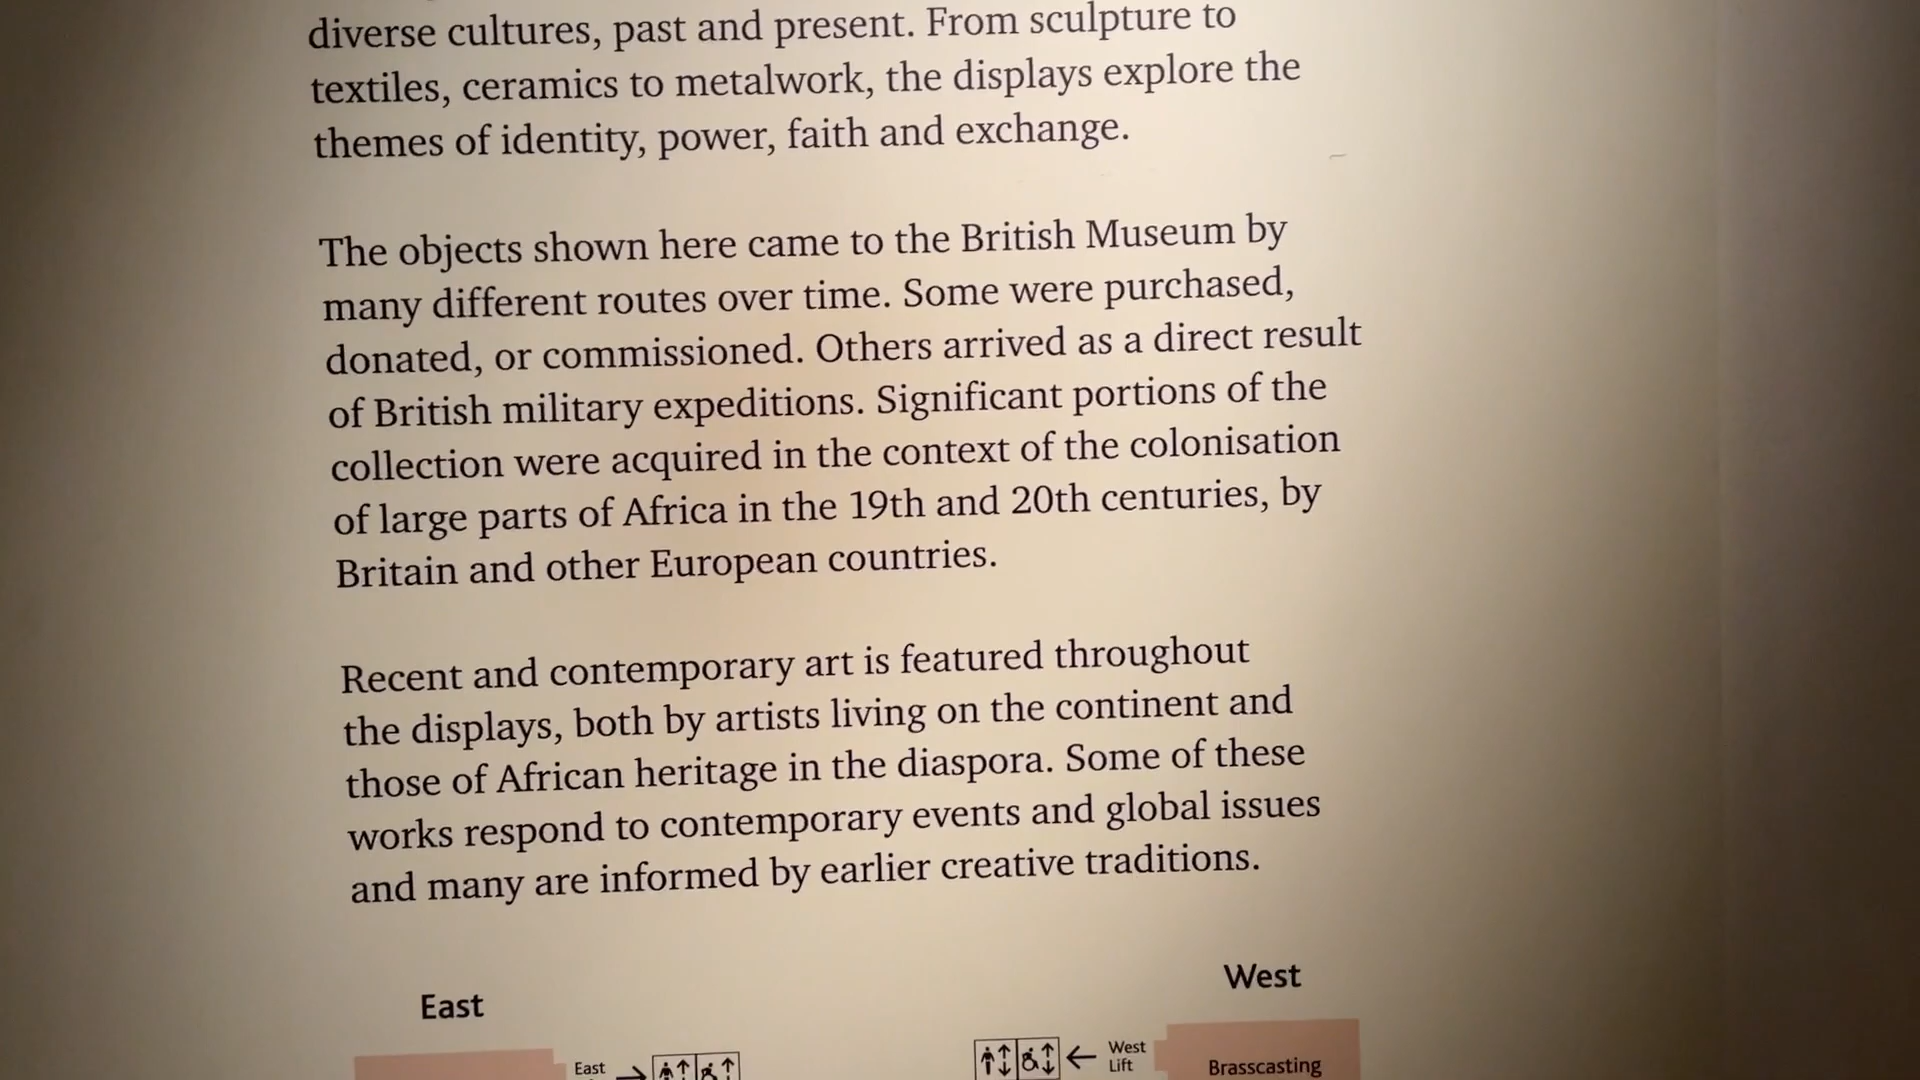 diverse cultures, past and present. From sculpture to
textiles, ceramics to metalwork, the displays explore the
themes of identity, power, faith and exchange.
The objects shown here came to the British Museum by
many different routes over time. Some were purchased,
donated, or commissioned. Others arrived as a direct result
of British military expeditions. Significant portions of the
collection were acquired in the context of the colonisation
of large parts of Africa in the 19th and 20th centuries, by
Britain and other European countries.
Recent and contemporary art is featured throughout
the displays, both by artists living on the continent and
those of African heritage in the diaspora. Some of these
works respond to contemporary events and global issues
and many are informed by earlier creative traditions.
East
West
East
West
Lift
Brasscasting